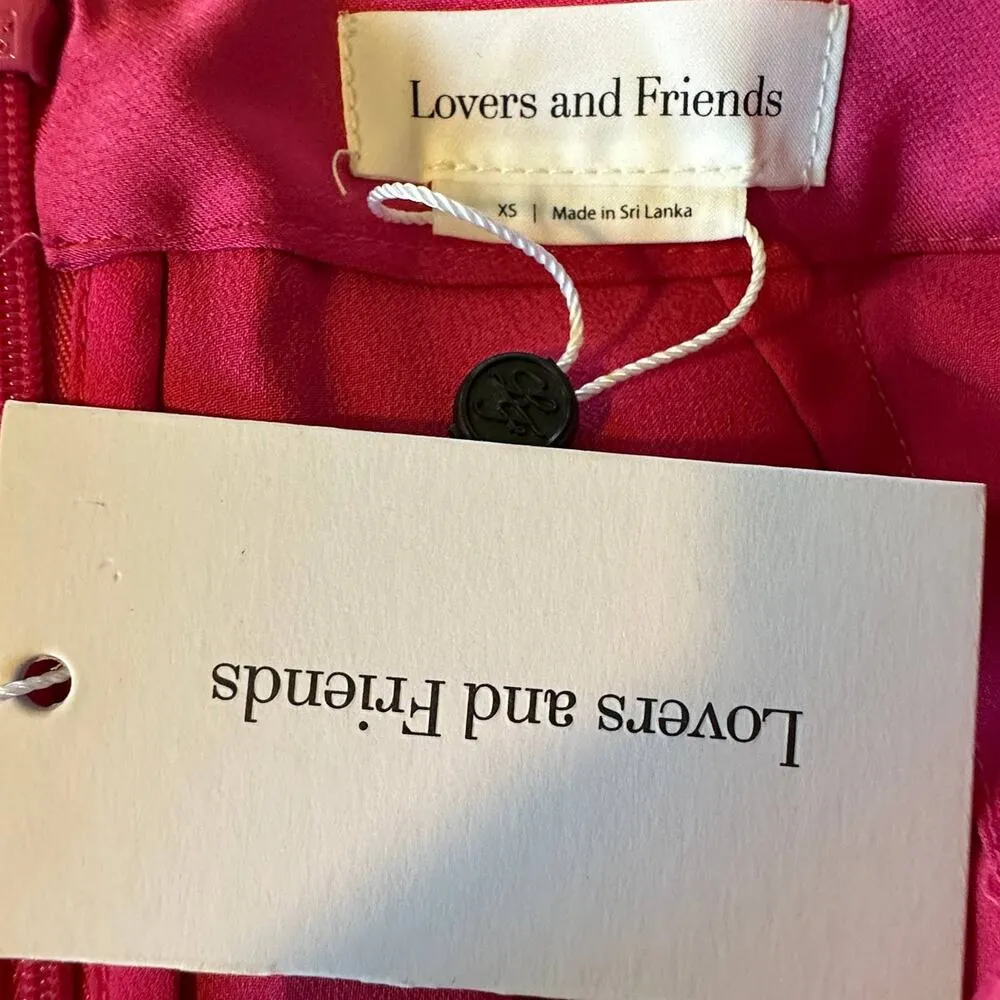 Lovers and Friends
XS | Made in Sri Lanka
Lovers and Friends